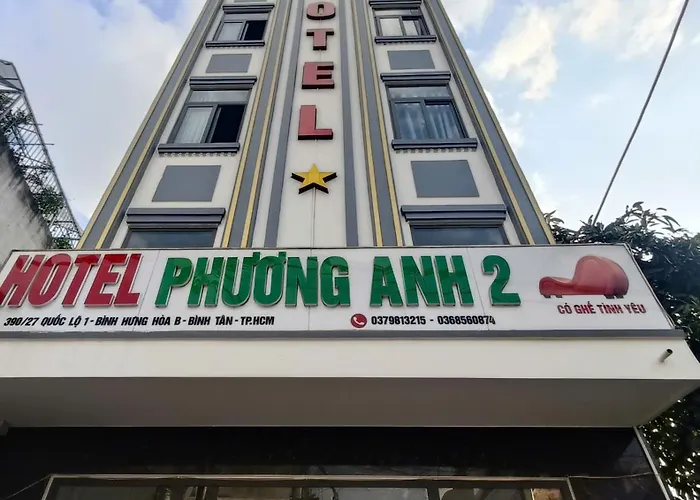 OTEL
HOTEL PHƯƠNG ANH 2
390/27 QUỐC LỘ 1 - BÌNH HƯNG HÒA B - BÌNH TÂN - TP.HCM
0379813215 - 0368560874
CÓ GHẾ TÌNH YÊU